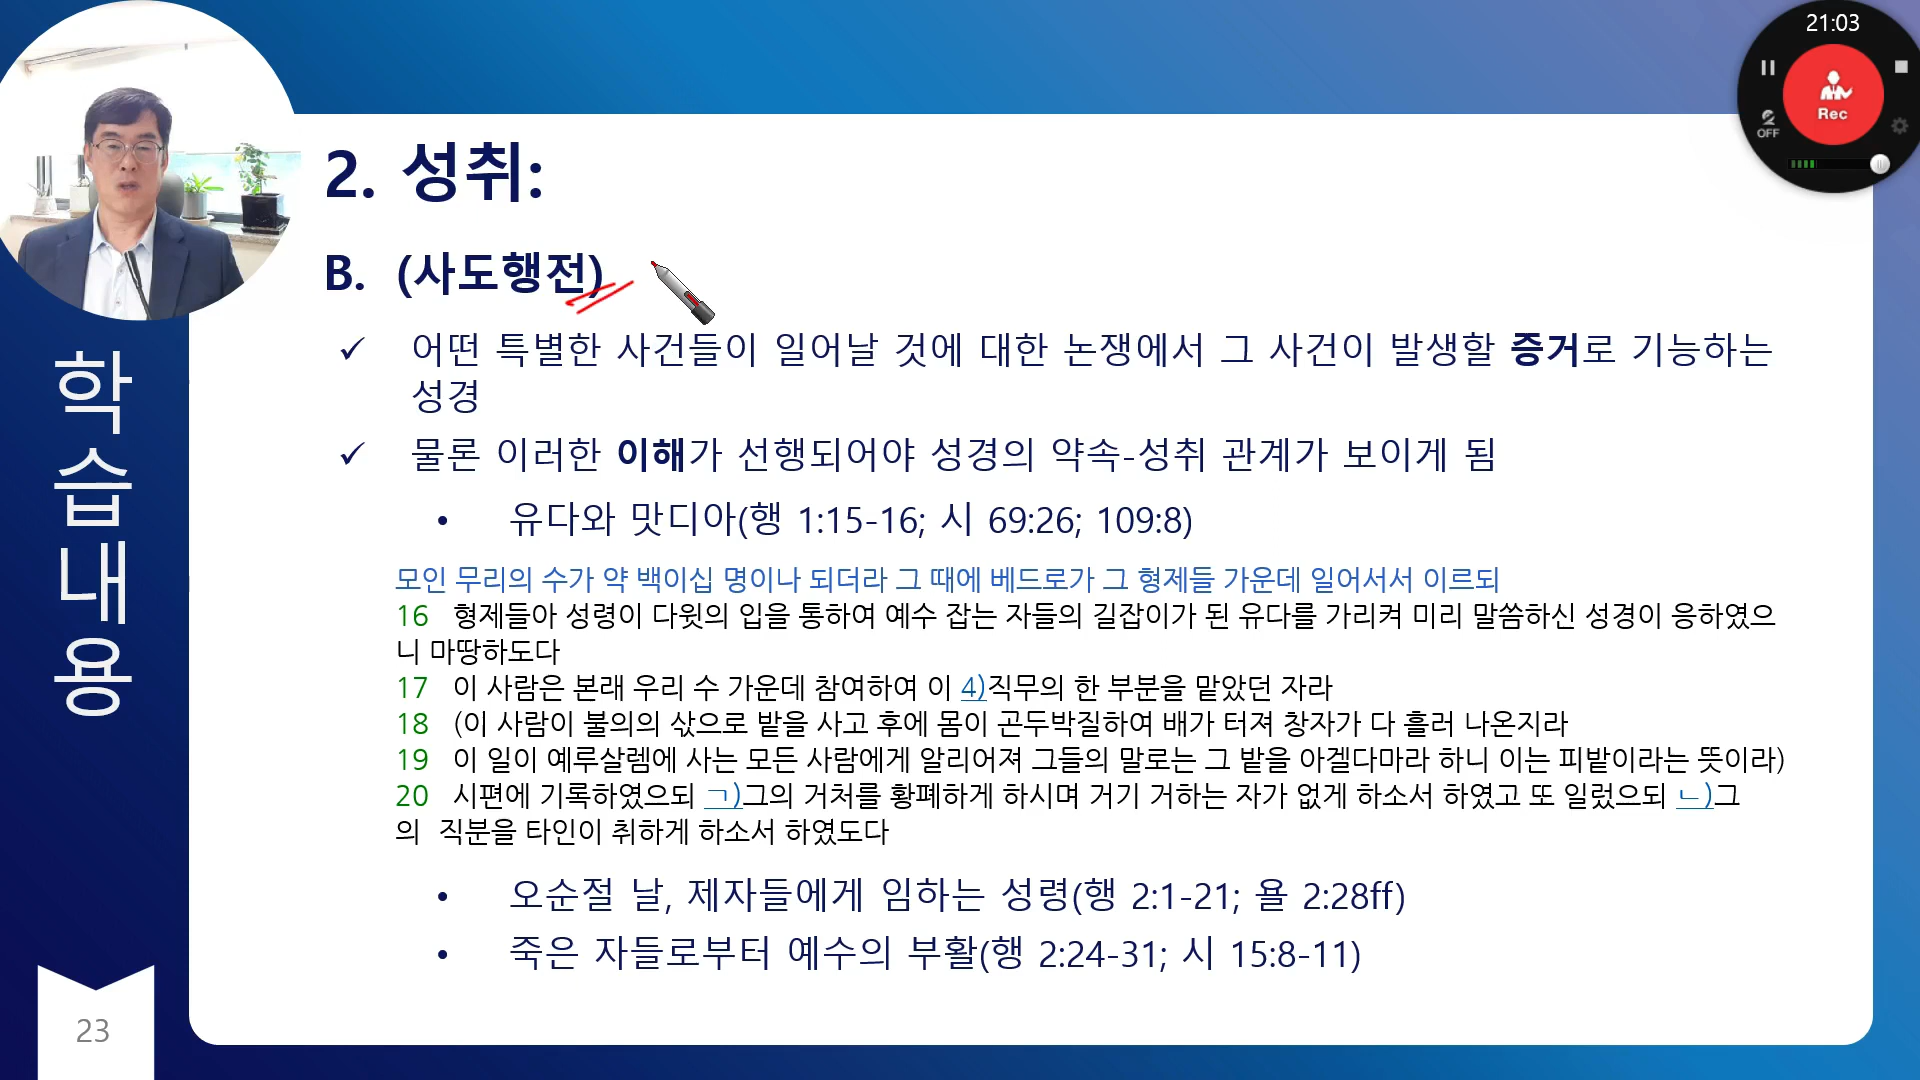 21:03
Rec
OFF
2. 성취:
B. (사도행전)
✓ 어떤 특별한 사건들이 일어날 것에 대한 논쟁에서 그 사건이 발생할 증거로 기능하는
성경
✓ 물론 이러한 이해가 선행되어야 성경의 약속-성취 관계가 보이게 됨
• 유다와 맛디아(행 1:15-16; 시 69:26; 109:8)
모인 무리의 수가 약 백이십 명이나 되더라 그 때에 베드로가 그 형제들 가운데 일어서서 이르되
16 형제들아 성령이 다윗의 입을 통하여 예수 잡는 자들의 길잡이가 된 유다를 가리켜 미리 말씀하신 성경이 응하였으
니 마땅하도다
17 이 사람은 본래 우리 수 가운데 참여하여 이 4)직무의 한 부분을 맡았던 자라
18 (이 사람이 불의의 삯으로 밭을 사고 후에 몸이 곤두박질하여 배가 터져 창자가 다 흘러 나온지라
19 이 일이 예루살렘에 사는 모든 사람에게 알리어져 그들의 말로는 그 밭을 아겔다마라 하니 이는 피밭이라는 뜻이라)
20 시편에 기록하였으되 ㄱ)그의 거처를 황폐하게 하시며 거기 거하는 자가 없게 하소서 하였고 또 일렀으되 ㄴ)그
의 직분을 타인이 취하게 하소서 하였도다
• 오순절 날, 제자들에게 임하는 성령(행 2:1-21; 욜 2:28ff)
• 죽은 자들로부터 예수의 부활(행 2:24-31; 시 15:8-11)
학
습
내
용
23